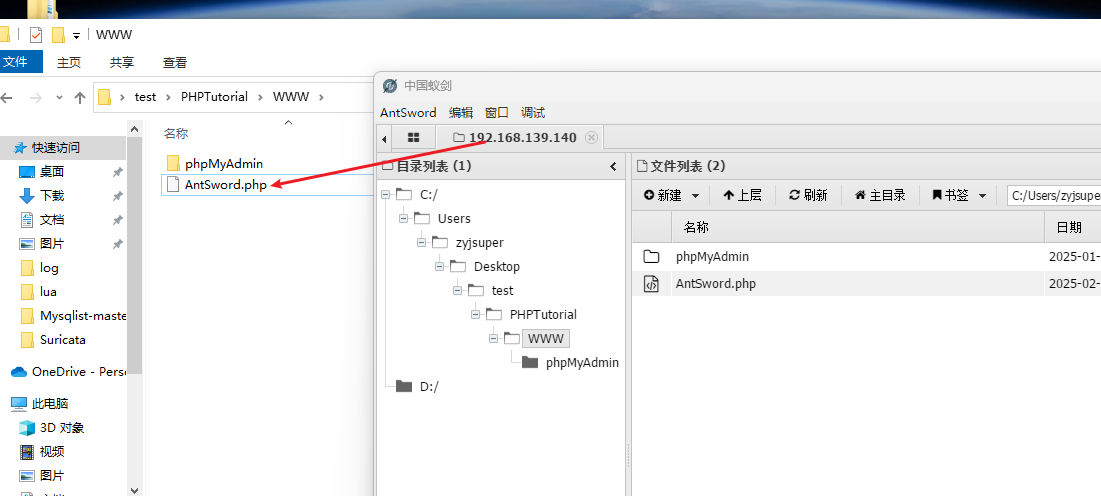 WWW
文件 主页 共享 查看
test PHPTutorial WWW
快速访问
桌面
下载
文档
图片
log
lua
Mysqlist-maste
Suricata
OneDrive - Perso
此电脑
3D 对象
视频
图片
名称
phpMyAdmin
AntSword.php
中国蚁剑
AntSword 编辑 窗口 调试
192.168.139.140
目录列表 (1)
C:/
Users
zyjsuper
Desktop
test
PHPTutorial
WWW
phpMyAdmin
D:/
文件列表 (2)
新建 上层 刷新 主目录 书签 C:/Users/zyjsuper
名称 日期
phpMyAdmin 2025-01-
AntSword.php 2025-02-